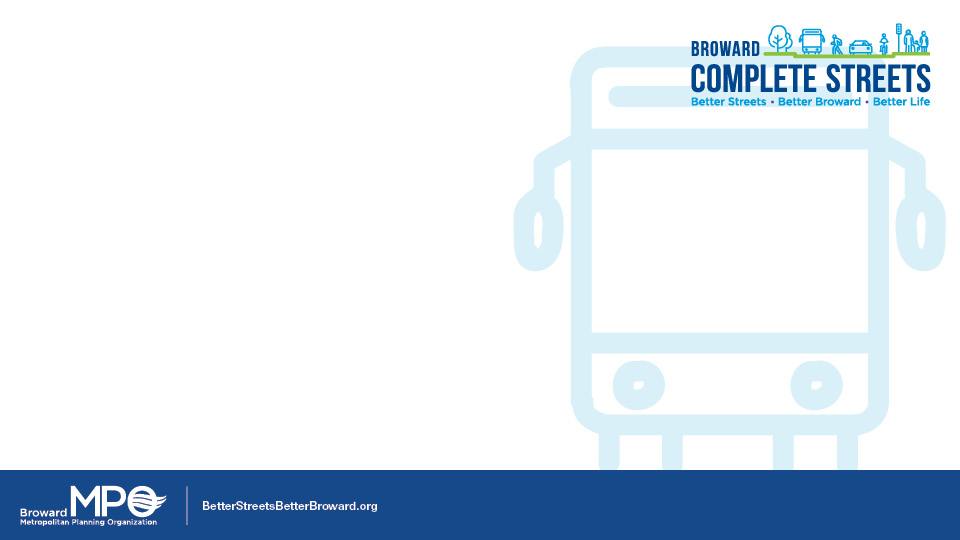 BROWARD
COMPLETE STREETS
Better Streets • Better Broward • Better Life
Broward MPO
Metropolitan Planning Organization
BetterStreetsBetterBroward.org